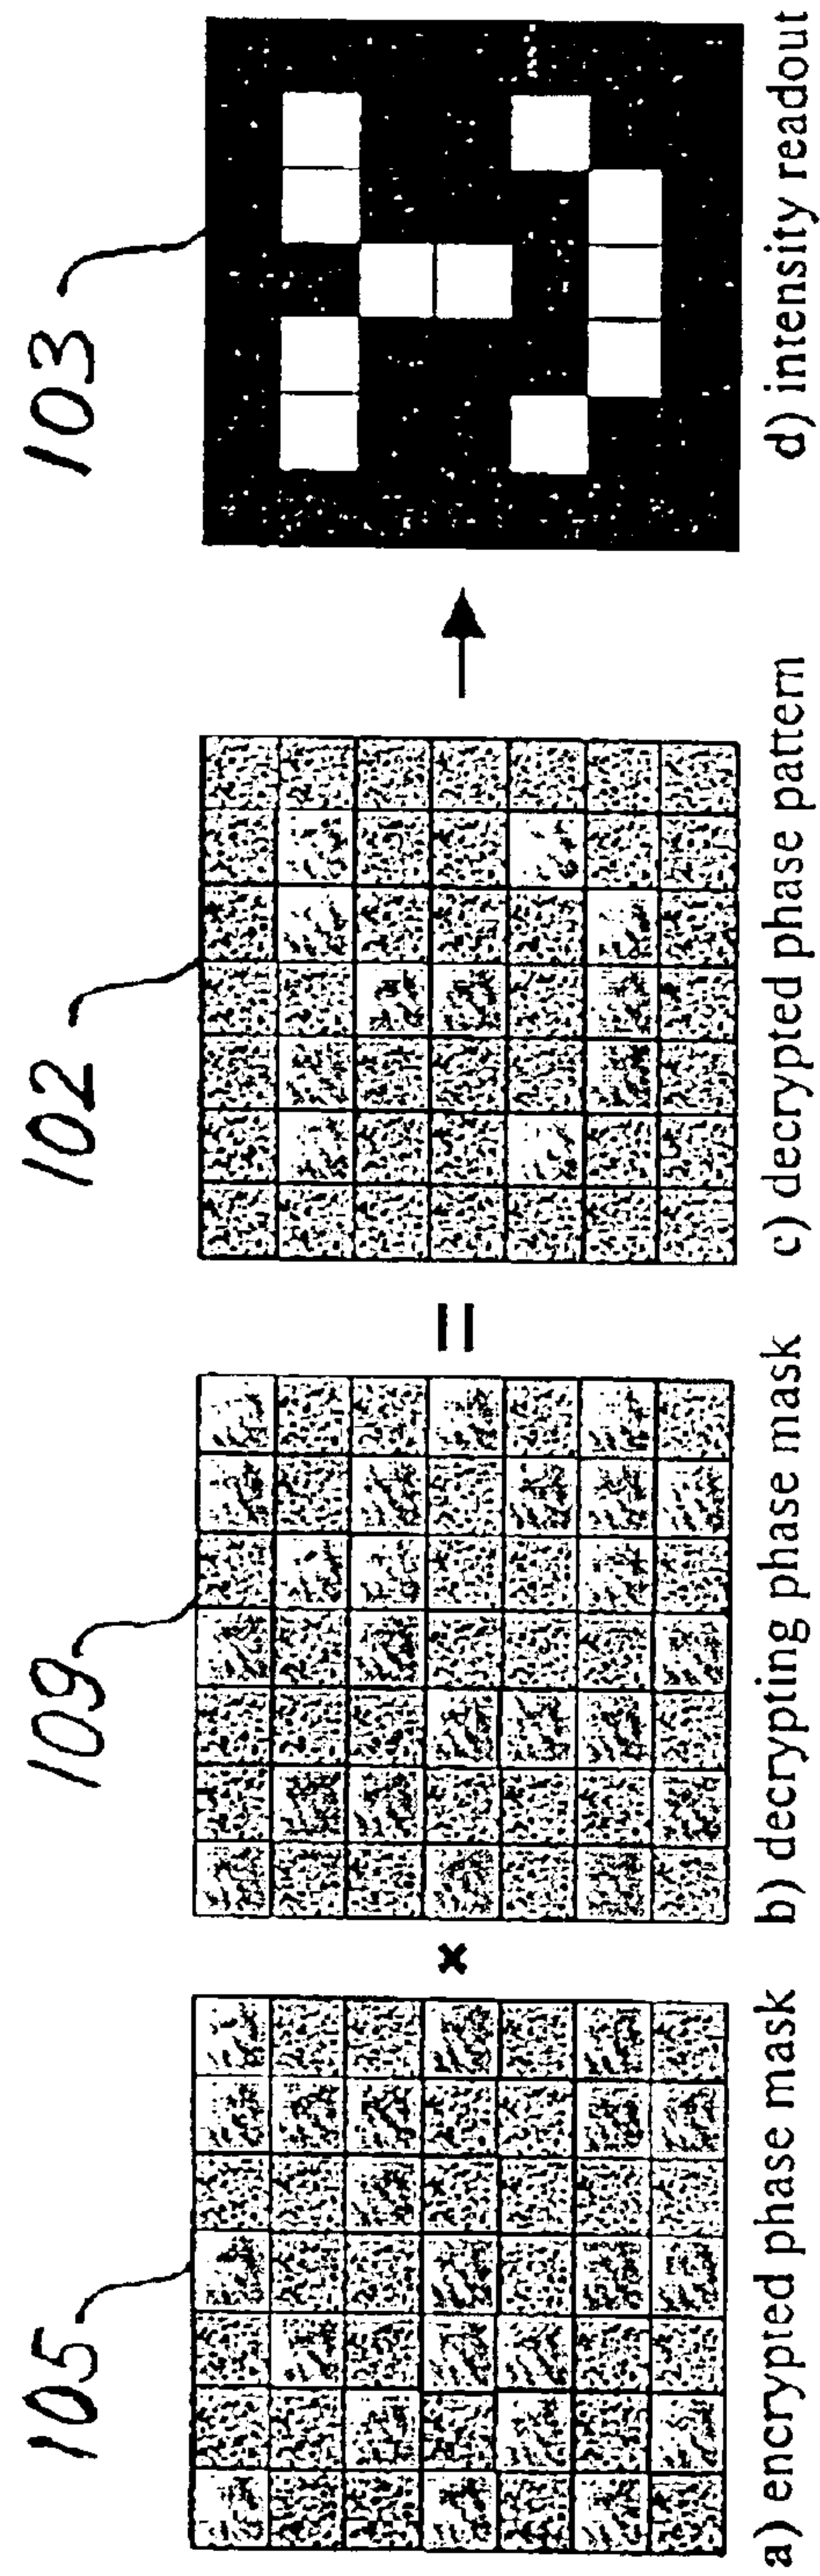 105
109
102
103
×
=
a) encrypted phase mask
b) decrypting phase mask
c) decrypted phase pattern
d) intensity readout